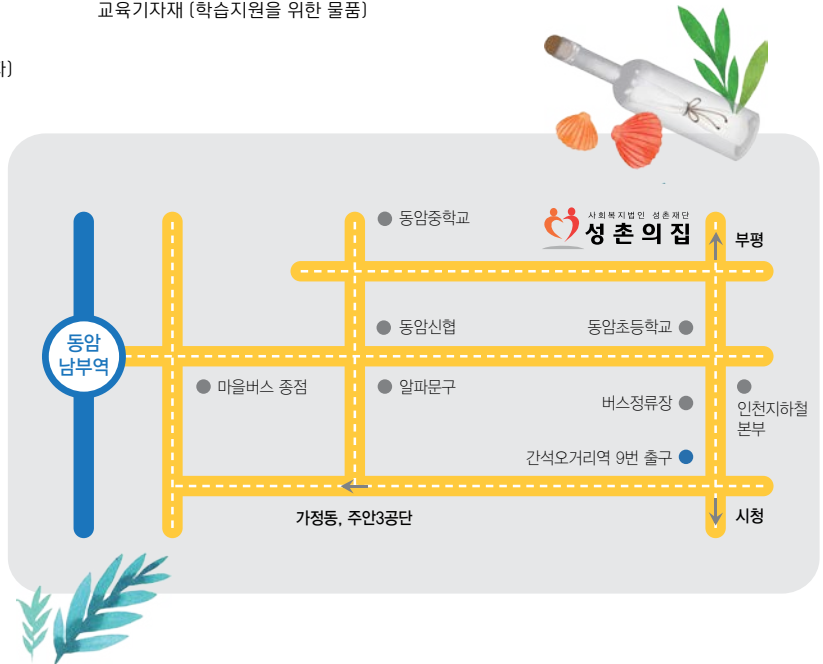 교육기자재 (학습지원을 위한 물품)
동암중학교
사회복지법인 성촌재단
성촌의집
부평
동암신협
동암초등학교
동암
남부역
마을버스 종점
알파문구
버스정류장
인천지하철
본부
간석오거리역 9번 출구
가정동, 주안3공단
시청